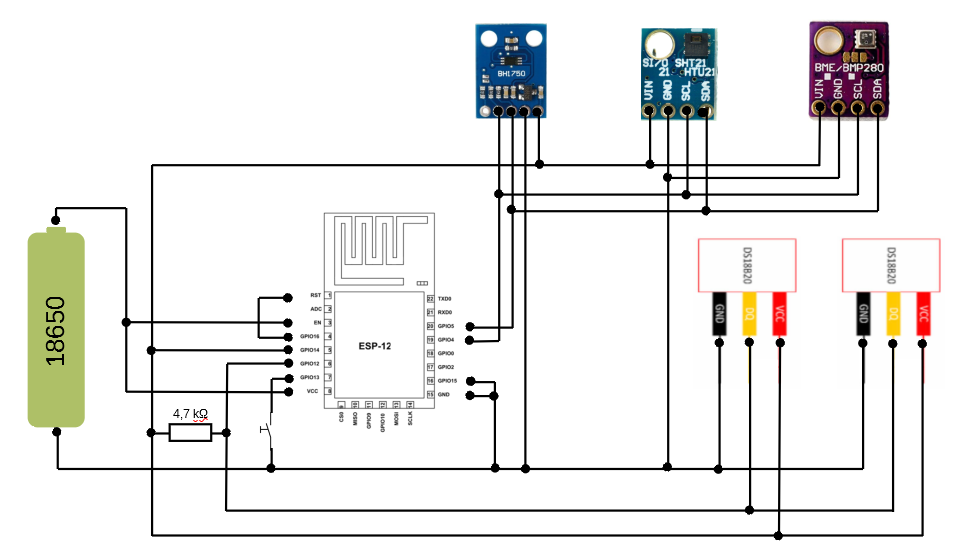 BH1750
SI/O SHT21
21 HTU21
VIN
GND
SCL
SDA
BME/BMP280
VIN
GND
SCL
SDA
18650
4,7 kΩ
ESP-12
RST 1
ADC 2
EN 3
GPIO16 4
GPIO14 5
GPIO12 6
GPIO13 7
VCC 8
22 TXD0
21 RXD0
20 GPIO5
19 GPIO4
18 GPIO0
17 GPIO2
16 GPIO15
15 GND
9 10 11 12 13 14
CS0
MISO
GPIO9
GPIO10
MOSI
SCLK
DS18B20
GND
DQ
VCC
DS18B20
GND
DQ
VCC